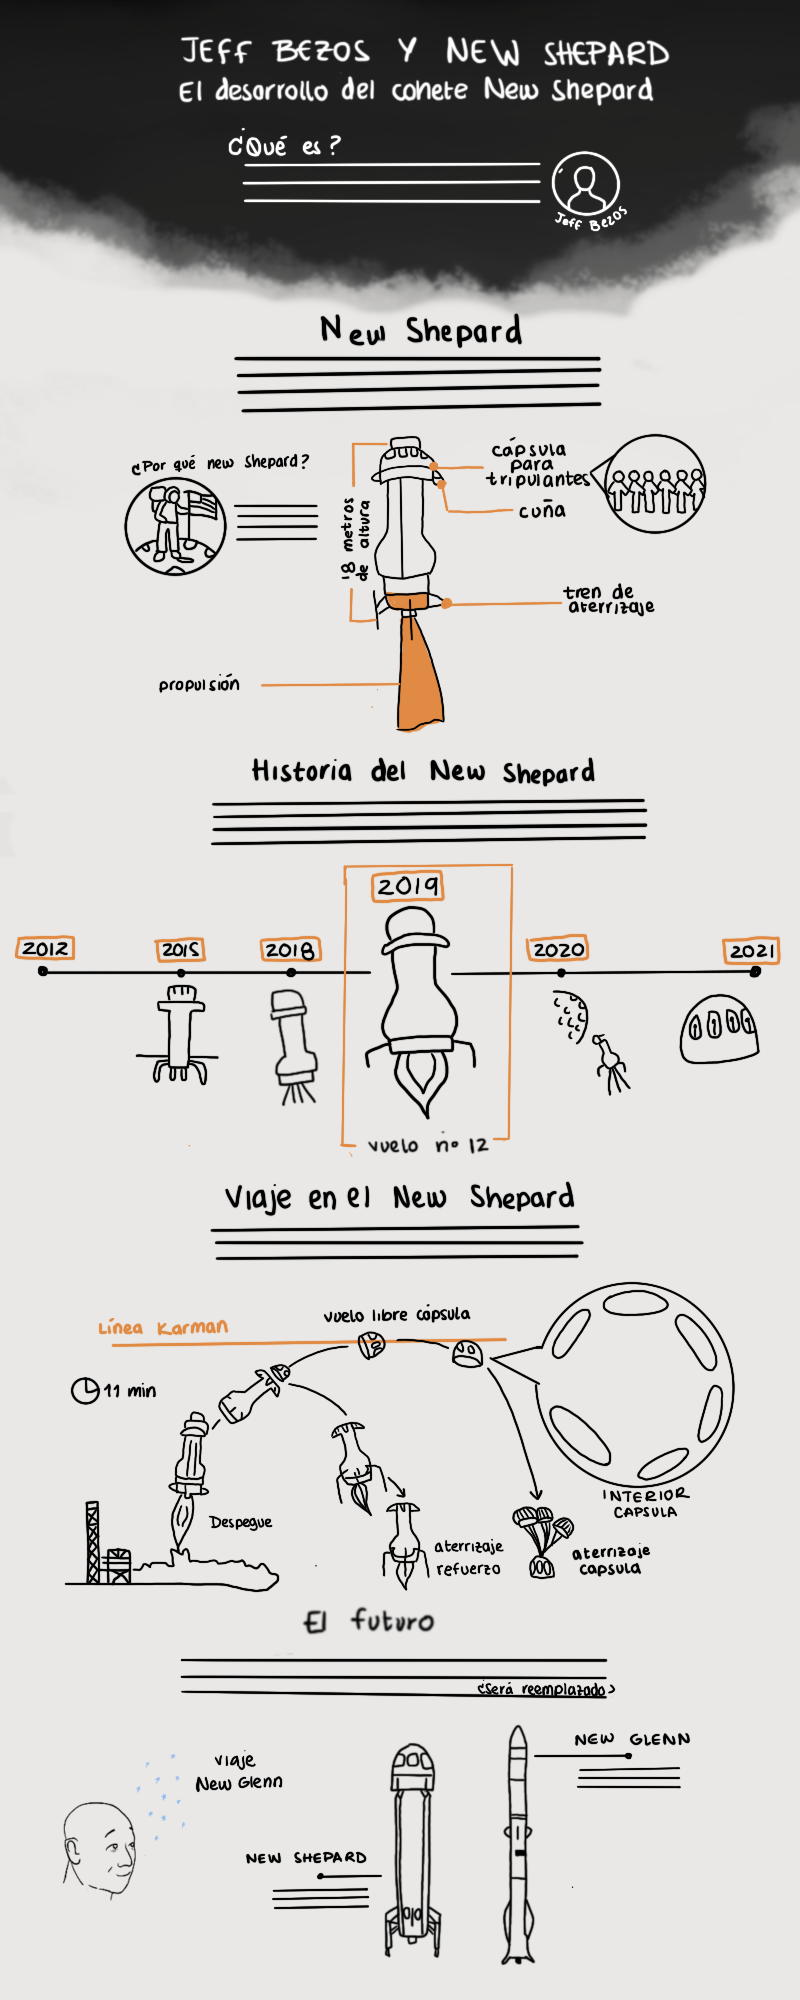 JEFF BEZOS Y NEW SHEPARD
El desarrollo del cohete New Shepard
¿Qué es?
Jeff Bezos
New Shepard
¿Por qué new shepard?
18 metros
de altura
cápsula
para
tripulantes
cuña
tren de
aterrizaje
propulsión
Historia del New Shepard
2012
2015
2018
2019
2020
2021
vuelo nº 12
Viaje en el New Shepard
Línea Karman
vuelo libre cápsula
11 min
Despegue
aterrizaje
refuerzo
aterrizaje
capsula
INTERIOR
CAPSULA
El futuro
¿Será reemplazado>
viaje
New Glenn
NEW GLENN
NEW SHEPARD